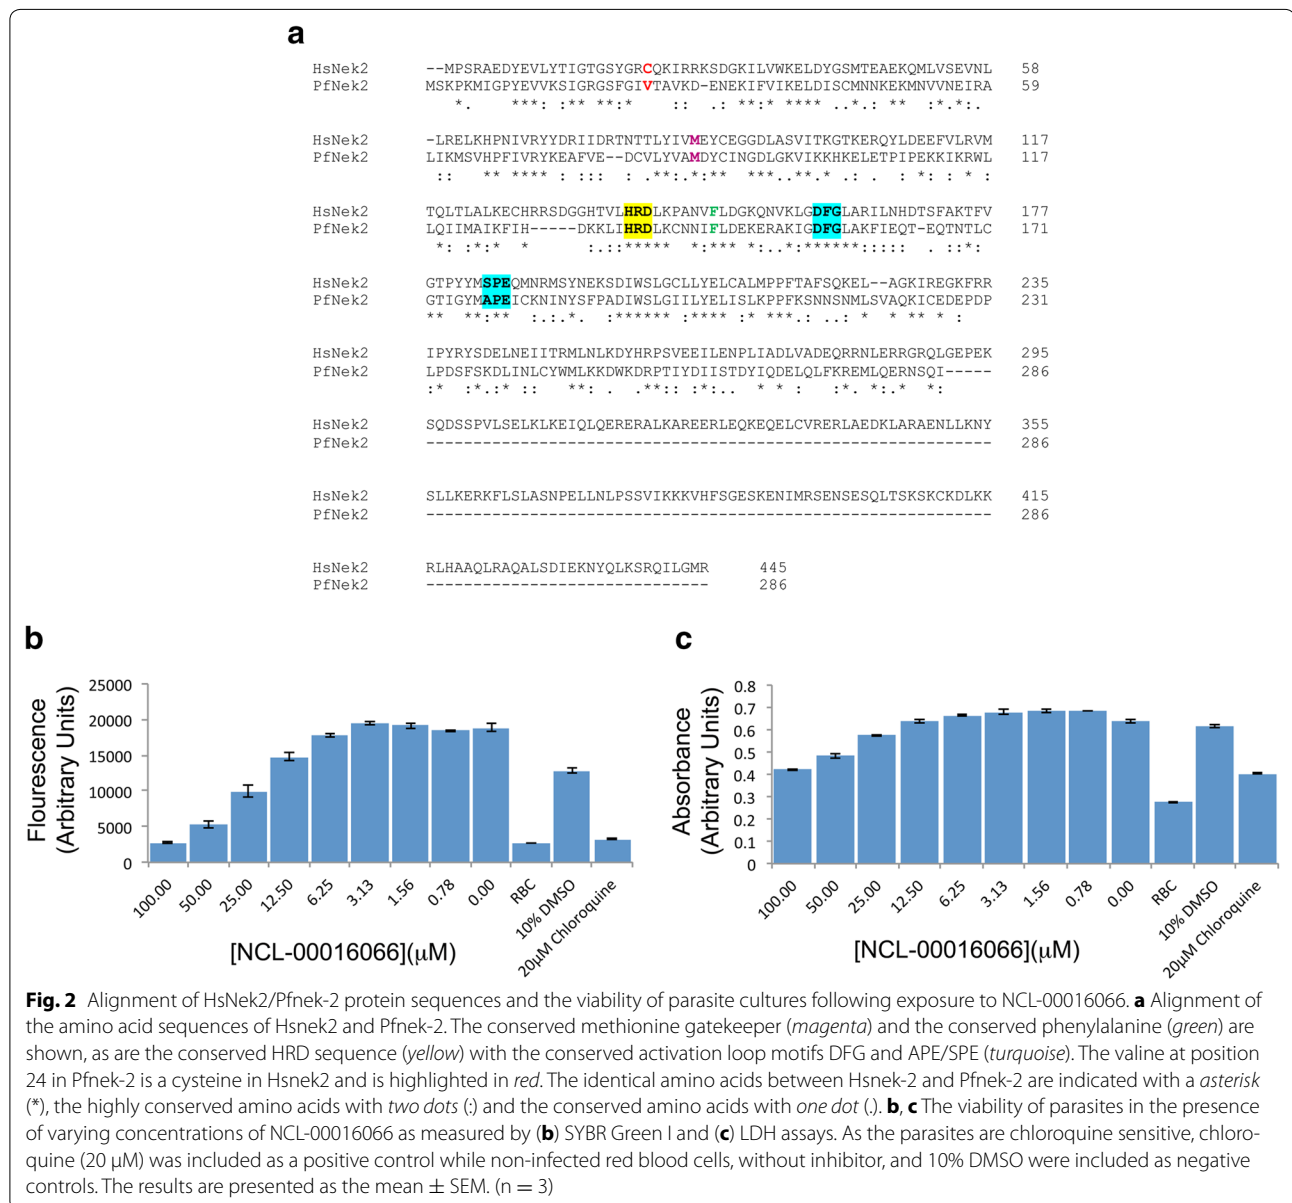 a
HsNek2 --MPSRAEDYEVLYTIGTGSYGRCQKIRRKSDGKILVWKELDYGSMTEAEKQMLVSEVNL 58
PfNek2 MSKPKMIGPYEVVKSIGRGSFGIVTAVKD-ENEKIFVIKELDISCMNNKEKMNVVNEIRA 59
*. ***: :** **:* :: .: **:* **** ..*.: ** :*.*:.
HsNek2 -LRELKHPNIVRYYDRIIDRTNTTLYIVMEYCEGGDLASVITKGTKERQYLDEEFVLRVM 117
PfNek2 LIKMSVHPFIVRYKEAFVE--DCVLYVAMDYCINGDLGKVIKKHKELETPIPEKKIKRWL 117
:: ** **** : :: : .**:.*:** ***..**.* .: . : *: : * :
HsNek2 TQLTLALKECHRRSDGGHTVLHRDLKPANVFLDGKQNVKLGDFGLARILNHDTSFAKTFV 177
PfNek2 LQIIMAIKFIH-----DKKLIHRDLKCNNIFLDEKERAKIGDFGLAKFIEQT-EQTNTLC 171
*: :*:* * :.::***** *:*** *:..*:******::::: . ::*:
HsNek2 GTPYYMSPEQMNRMSYNEKSDIWSLGCLLYELCALMPPFTAFSQKEL--AGKIREGKFRR 235
PfNek2 GTIGYMAPEICKNINYSFPADIWSLGIILYELISLKPPFKSNNSNMLSVAQKICEDEPDP 231
** **:** :.:.*. :****** :**** :* ***.: ..: * * ** * :
HsNek2 IPYRYSDELNEIITRMLNLKDYHRPSVEEILENPLIADLVADEQRRNLERRGRQLGEPEK 295
PfNek2 LPDSFSKDLINLCYWMLKKDWKDRPTIYDIISTDYIQDELQLFKREMLQERNSQI----- 286
:* :*.:* :: **: . .**:: :*:.. * * : :*. *: *. *:
HsNek2 SQDSSPVLSELKLKEIQLQERERALKAREERLEQKEQELCVRERLAEDKLARAENLLKNY 355
PfNek2 ------------------------------------------------------------ 286
HsNek2 SLLKERKFLSLASNPELLNLPSSVIKKKVHFSGESKENIMRSENSESQLTSKSKCKDLKK 415
PfNek2 ------------------------------------------------------------ 286
HsNek2 RLHAAQLRAQALSDIEKNYQLKSRQILGMR 445
PfNek2 ------------------------------ 286
b
Flourescence
(Arbitrary Units)
25000
20000
15000
10000
5000
0
100.00 50.00 25.00 12.50 6.25 3.13 1.56 0.78 0.00 RBC 10% DMSO 20µM Chloroquine
[NCL-00016066](µM)
c
Absorbance
(Arbitrary Units)
0.8
0.7
0.6
0.5
0.4
0.3
0.2
0.1
0
100.00 50.00 25.00 12.50 6.25 3.13 1.56 0.78 0.00 RBC 10% DMSO 20µM Chloroquine
[NCL-00016066](µM)
Fig. 2 Alignment of HsNek2/Pfnek-2 protein sequences and the viability of parasite cultures following exposure to NCL-00016066. a Alignment of
the amino acid sequences of Hsnek2 and Pfnek-2. The conserved methionine gatekeeper (magenta) and the conserved phenylalanine (green) are
shown, as are the conserved HRD sequence (yellow) with the conserved activation loop motifs DFG and APE/SPE (turquoise). The valine at position
24 in Pfnek-2 is a cysteine in Hsnek2 and is highlighted in red. The identical amino acids between Hsnek-2 and Pfnek-2 are indicated with a asterisk
(*), the highly conserved amino acids with two dots (:) and the conserved amino acids with one dot (.). b, c The viability of parasites in the presence
of varying concentrations of NCL-00016066 as measured by (b) SYBR Green I and (c) LDH assays. As the parasites are chloroquine sensitive, chloro-
quine (20 µM) was included as a positive control while non-infected red blood cells, without inhibitor, and 10% DMSO were included as negative
controls. The results are presented as the mean ± SEM. (n = 3)